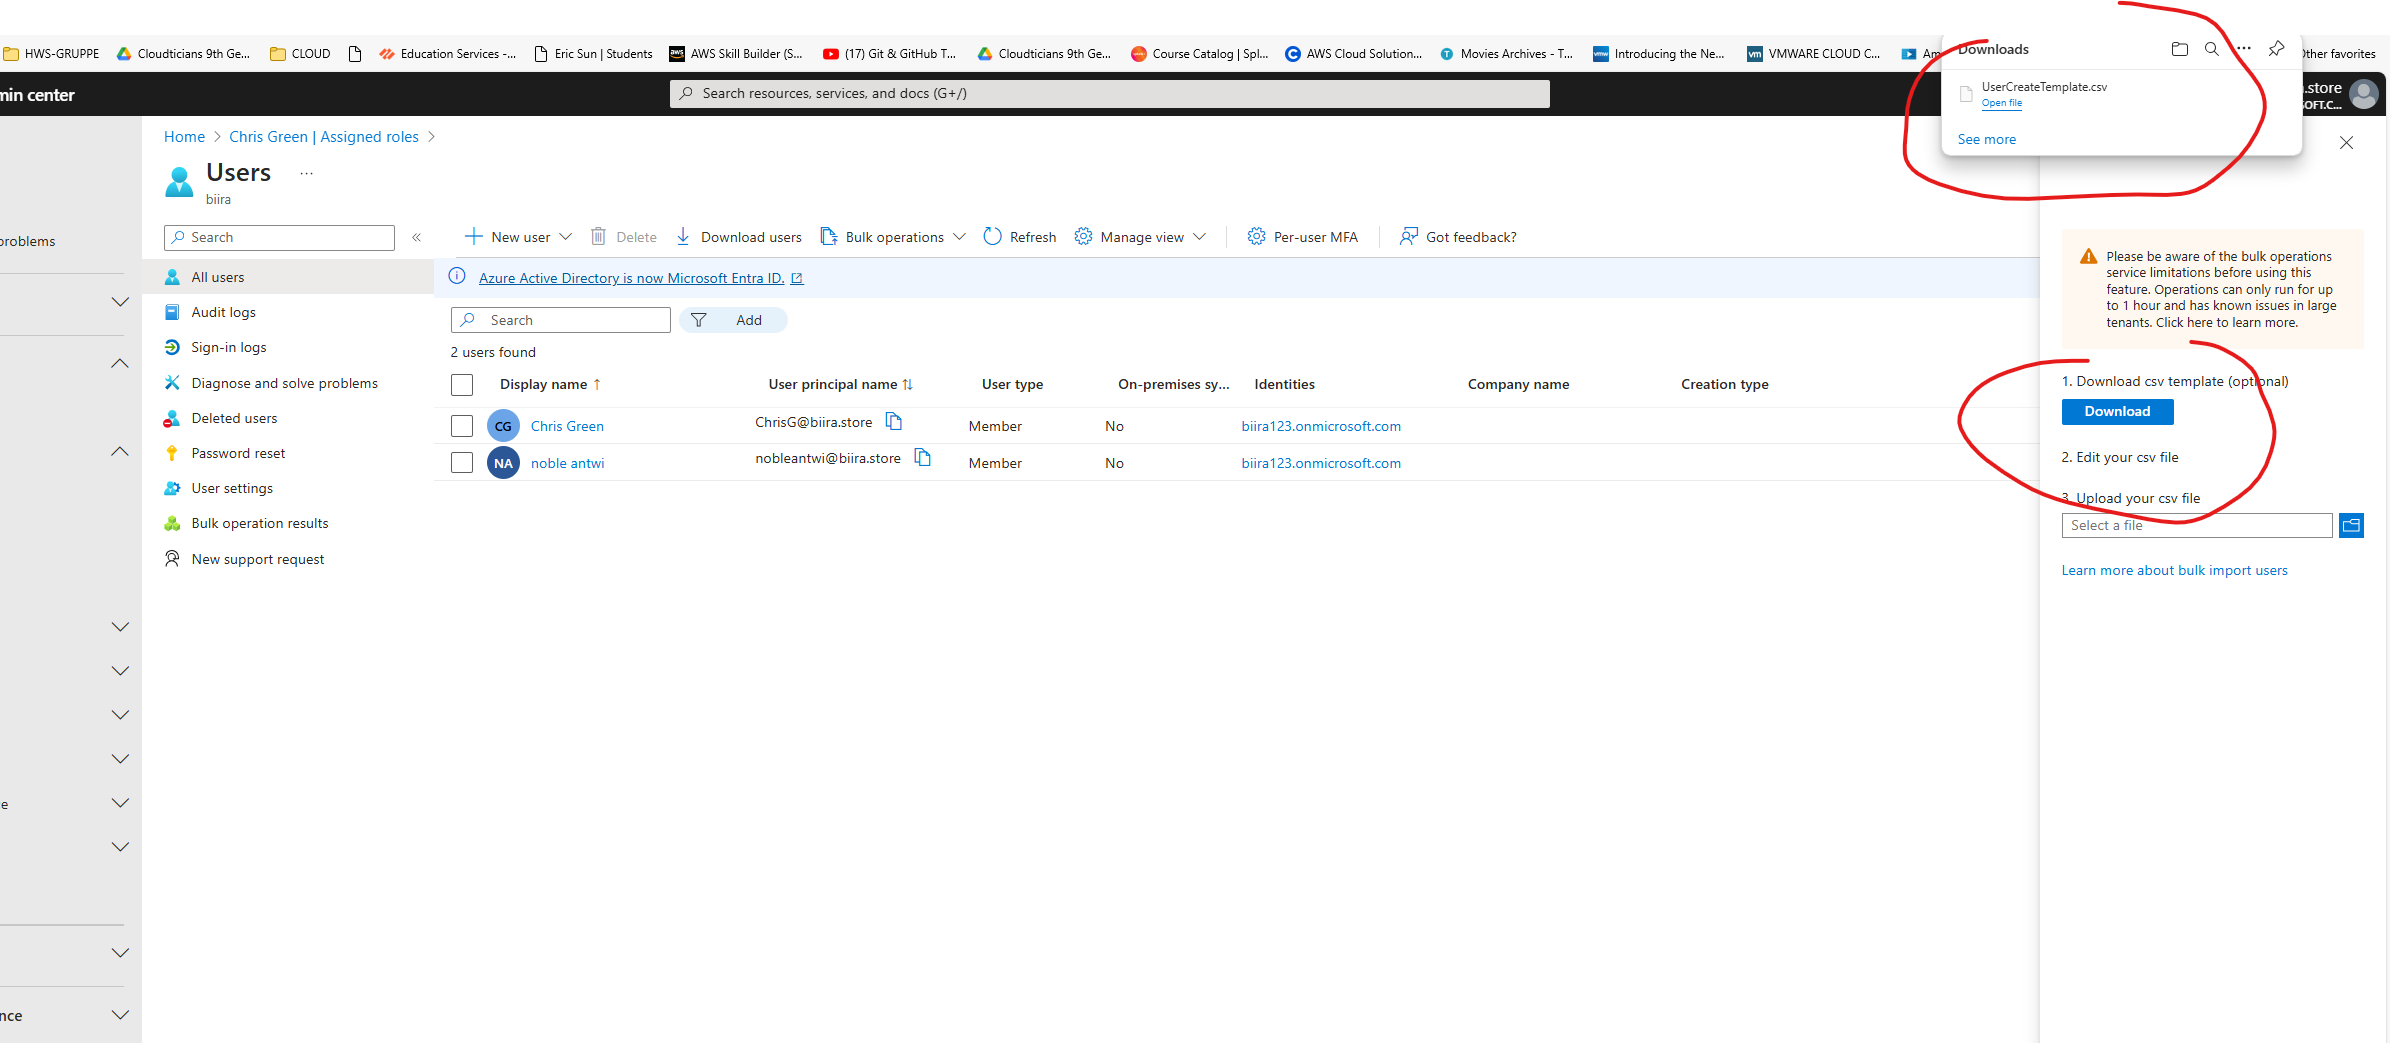 HWS-GRUPPE Cloudticians 9th Ge... CLOUD Education Services -... Eric Sun | Students AWS Skill Builder (S... (17) Git & GitHub T... Cloudticians 9th Ge... Course Catalog | Spl... AWS Cloud Solution... Movies Archives - T... Introducing the Ne... VMWARE CLOUD C... Am Other favorites
Downloads
UserCreateTemplate.csv
Open file
See more
min center
Search resources, services, and docs (G+/)
.store
SOFT.C...
Home > Chris Green | Assigned roles >
Users ...
biira
Search «
New user Delete Download users Bulk operations Refresh Manage view Per-user MFA Got feedback?
problems
All users
Audit logs
Sign-in logs
Diagnose and solve problems
Deleted users
Password reset
User settings
Bulk operation results
New support request
Azure Active Directory is now Microsoft Entra ID.
Search Add
2 users found
Display name ↑ User principal name ↑↓ User type On-premises sy... Identities Company name Creation type
CG Chris Green ChrisG@biira.store Member No biira123.onmicrosoft.com
NA noble antwi nobleantwi@biira.store Member No biira123.onmicrosoft.com
Please be aware of the bulk operations
service limitations before using this
feature. Operations can only run for up
to 1 hour and has known issues in large
tenants. Click here to learn more.
1. Download csv template (optional)
Download
2. Edit your csv file
3. Upload your csv file
Select a file
Learn more about bulk import users
e
nce